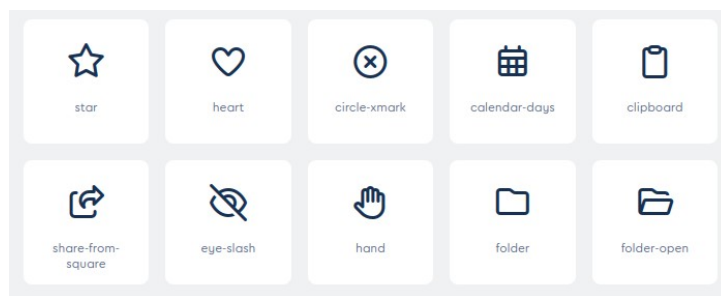 star
heart
circle-xmark
calendar-days
clipboard
share-from-
square
eye-slash
hand
folder
folder-open